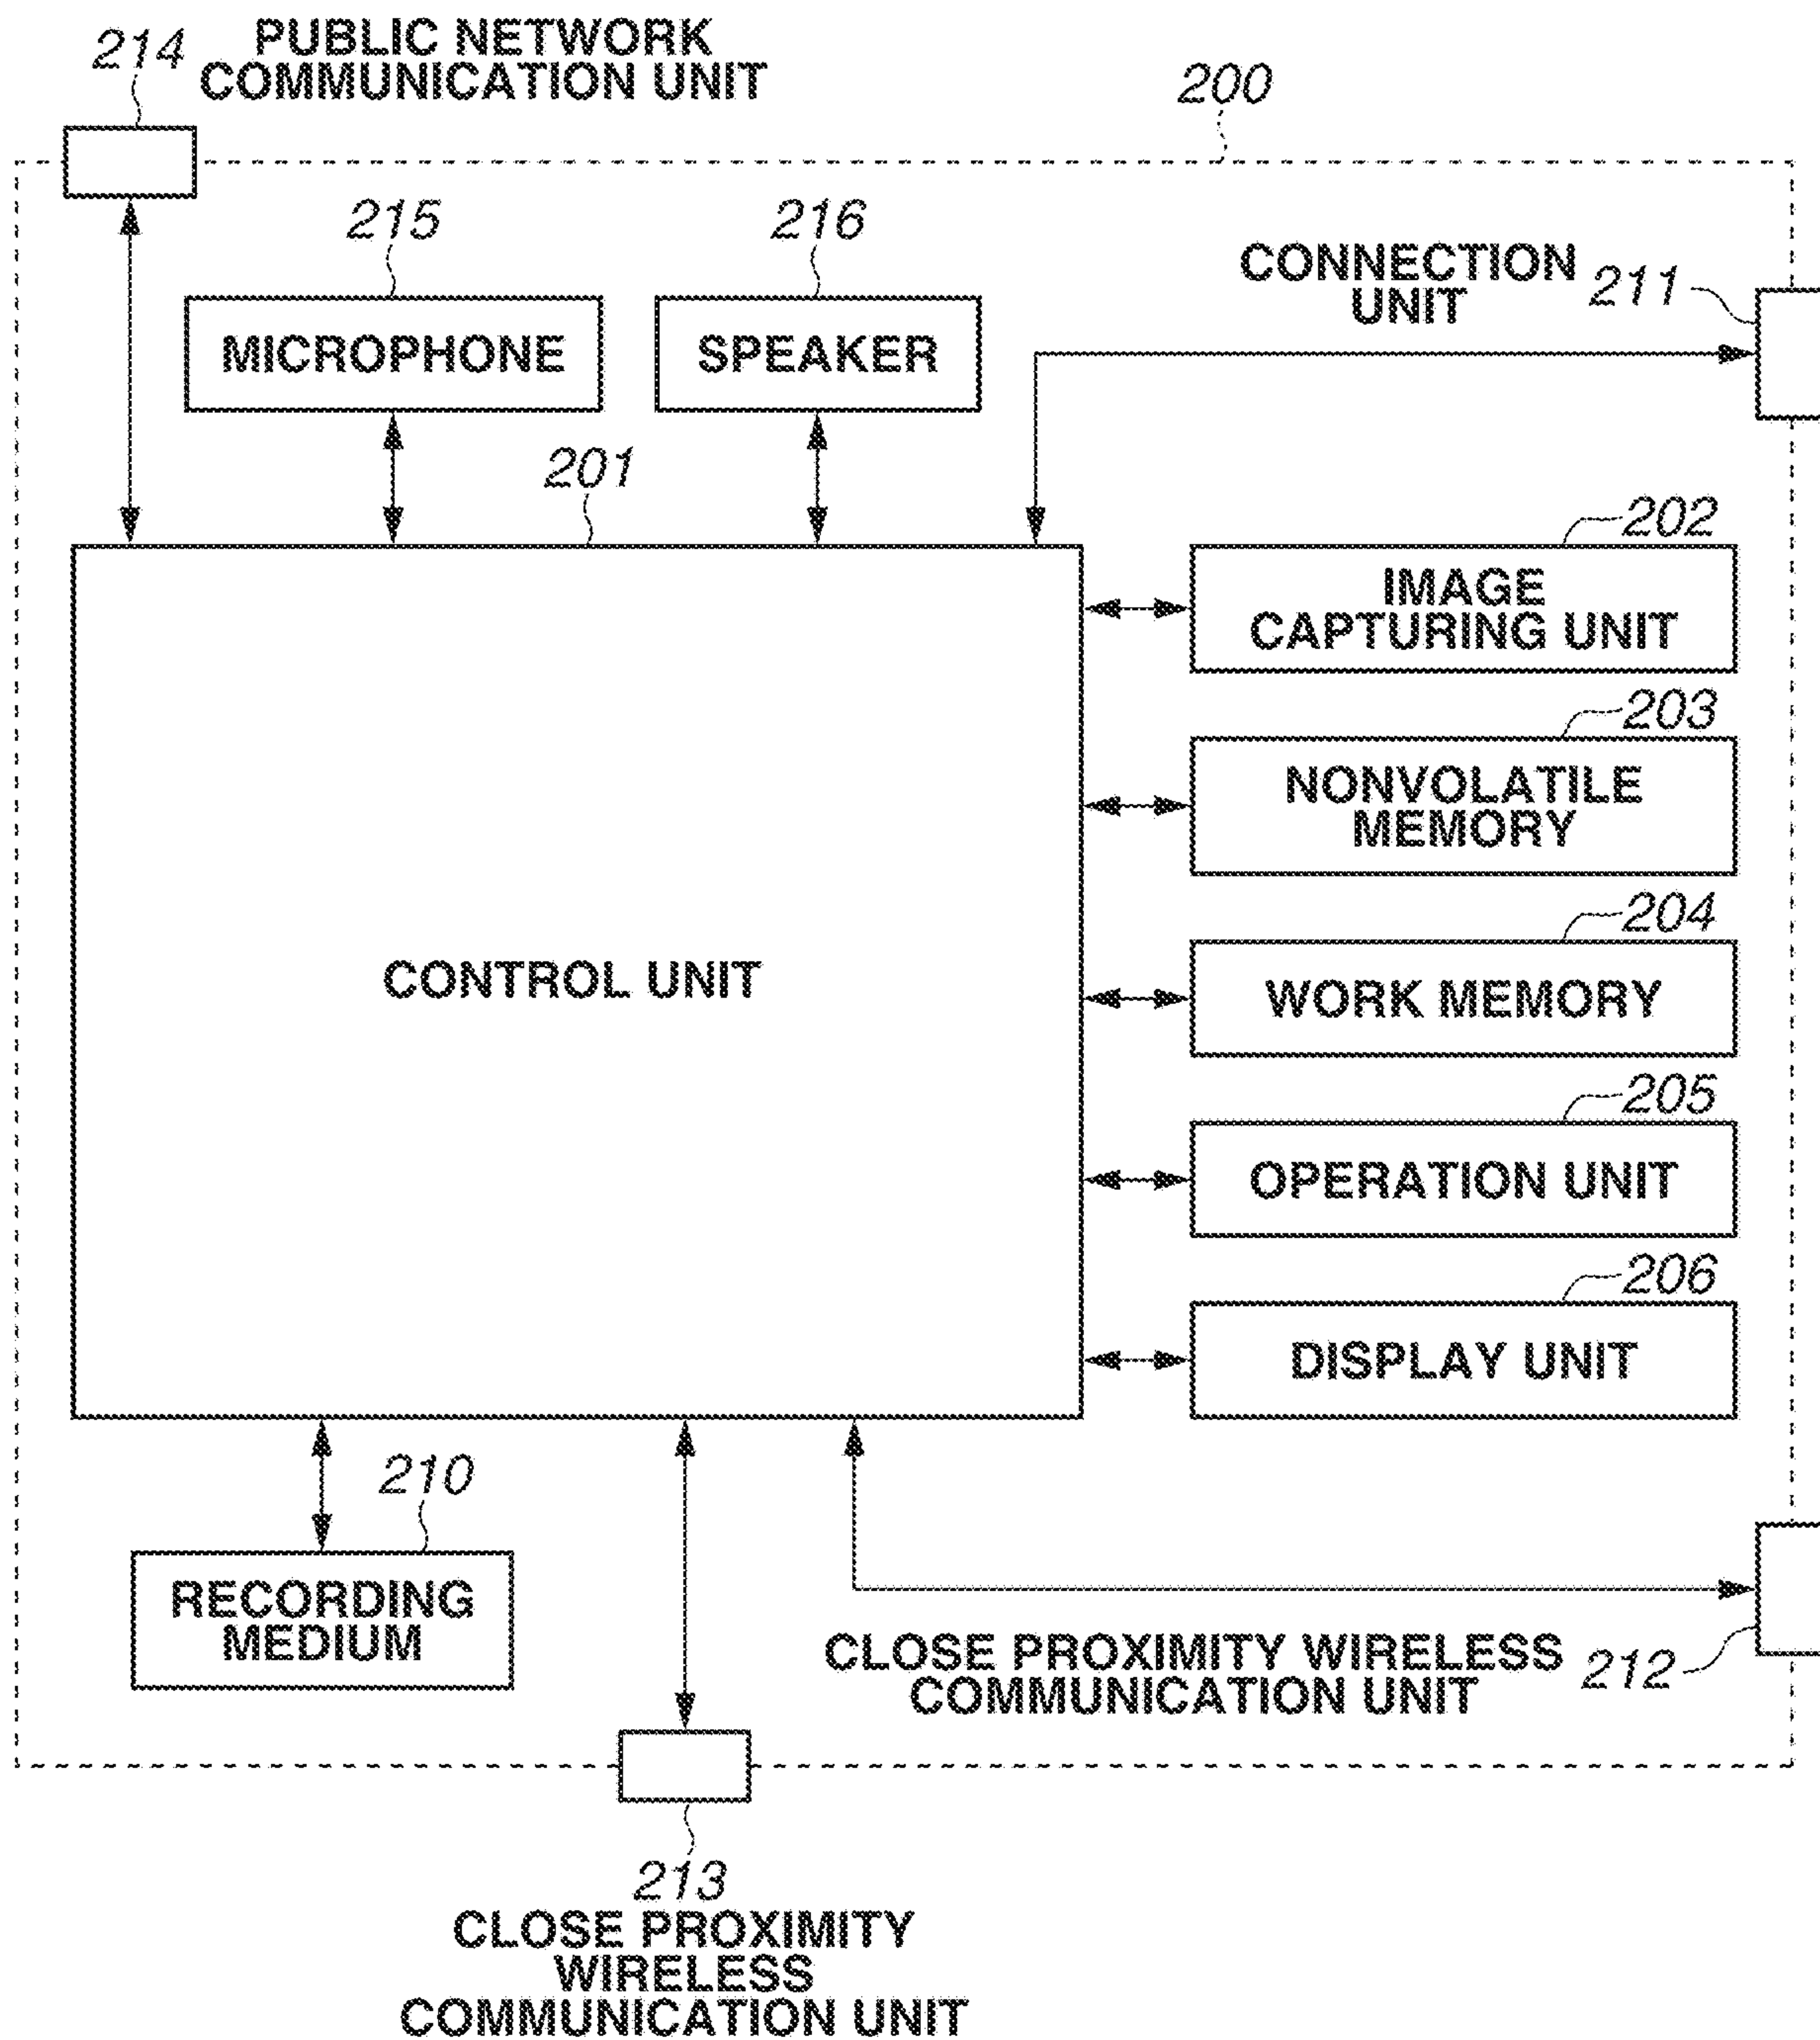 214
PUBLIC NETWORK
COMMUNICATION UNIT
200
215
216
CONNECTION
UNIT
211
MICROPHONE
SPEAKER
201
202
IMAGE
CAPTURING UNIT
203
NONVOLATILE
MEMORY
204
CONTROL UNIT
WORK MEMORY
205
OPERATION UNIT
206
DISPLAY UNIT
210
RECORDING
MEDIUM
CLOSE PROXIMITY WIRELESS
COMMUNICATION UNIT
212
213
CLOSE PROXIMITY
WIRELESS
COMMUNICATION UNIT